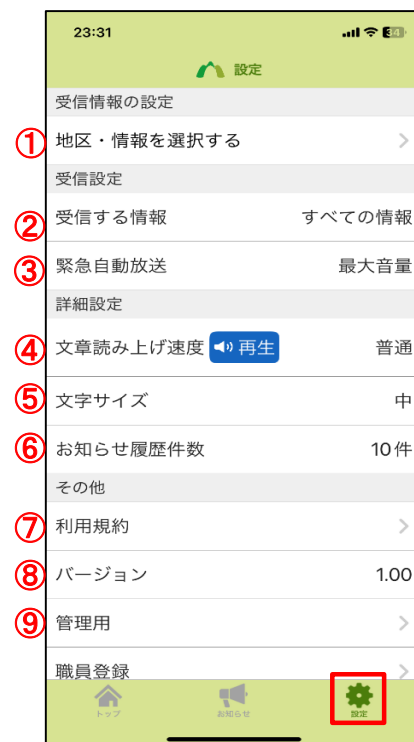 23:31 34
設定
受信情報の設定
① 地区・情報を選択する
受信設定
② 受信する情報 すべての情報
③ 緊急自動放送 最大音量
詳細設定
④ 文章読み上げ速度 再生 普通
⑤ 文字サイズ 中
⑥ お知らせ履歴件数 10件
その他
⑦ 利用規約
⑧ バージョン 1.00
⑨ 管理用
職員登録
トップ お知らせ 設定